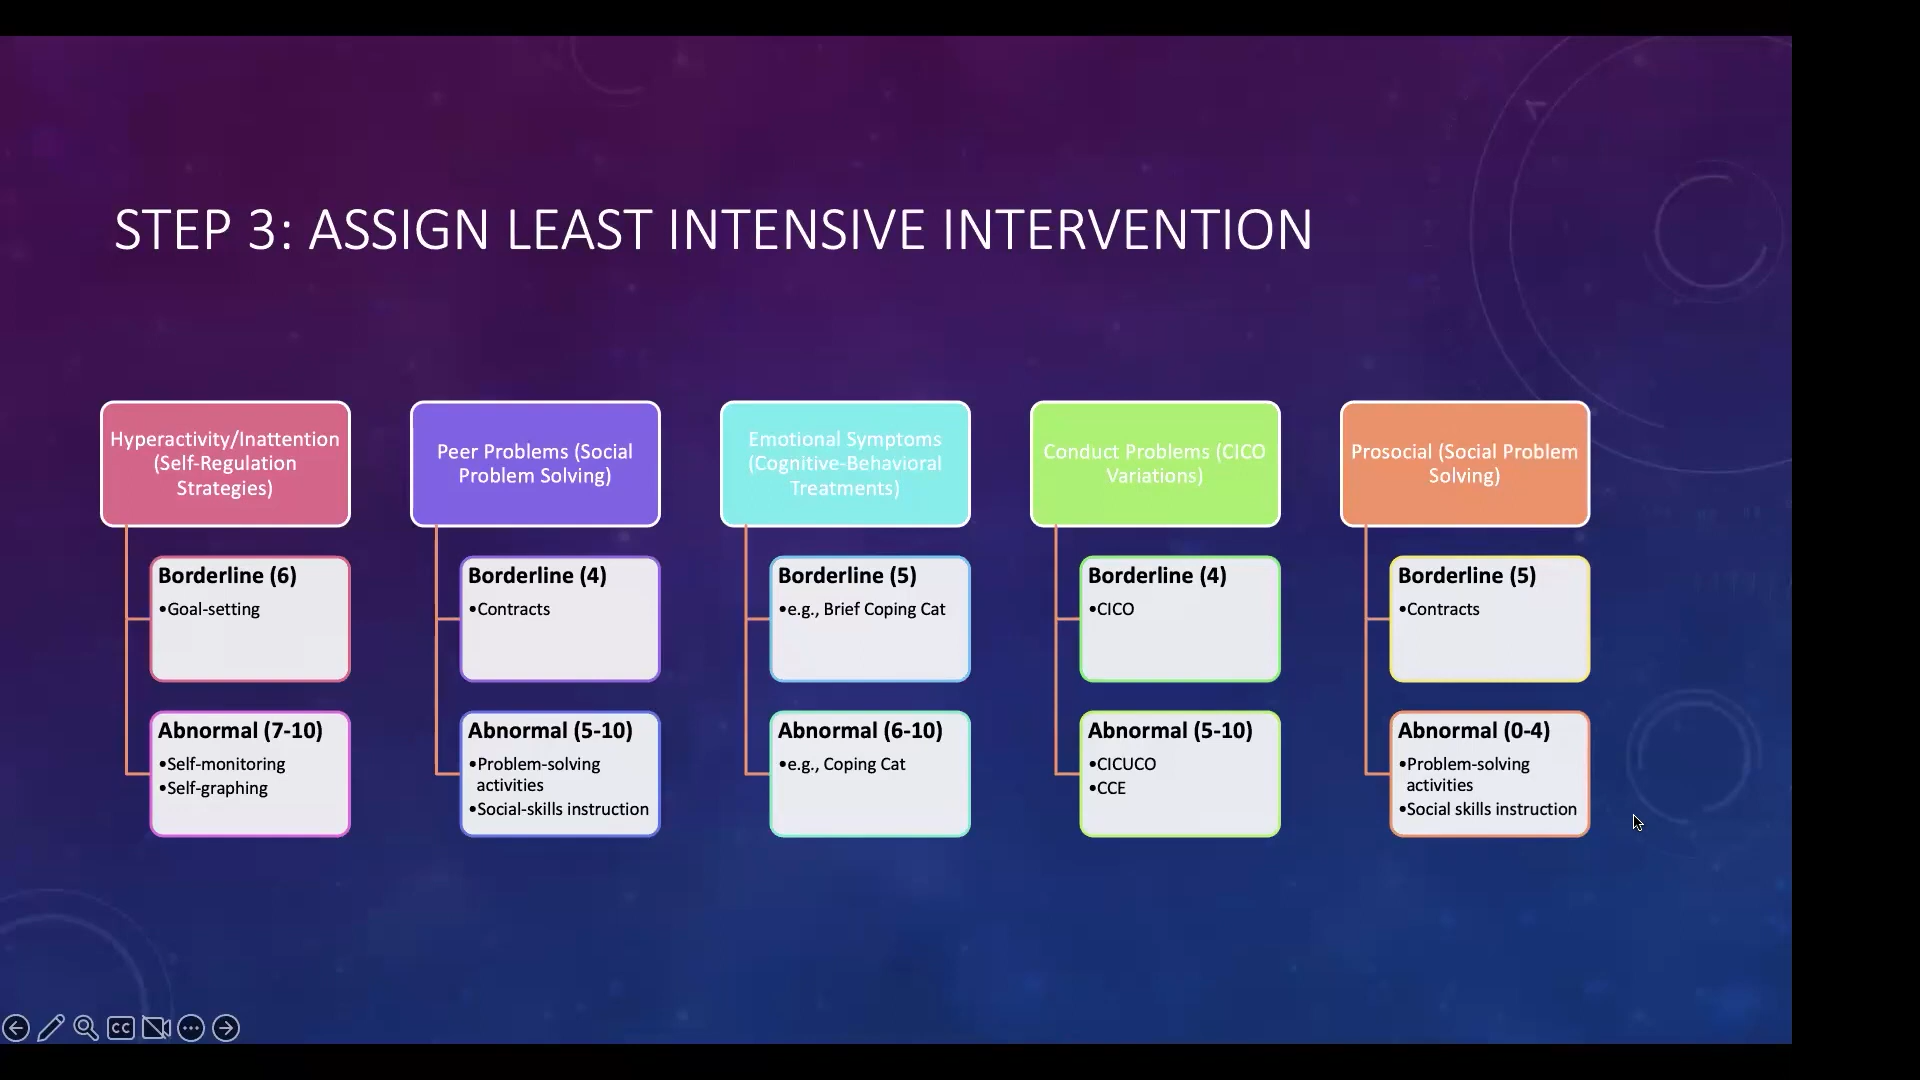 STEP 3: ASSIGN LEAST INTENSIVE INTERVENTION
Hyperactivity/Inattention
(Self-Regulation
Strategies)
Borderline (6)
•Goal-setting
Abnormal (7-10)
•Self-monitoring
•Self-graphing
Peer Problems (Social
Problem Solving)
Borderline (4)
•Contracts
Abnormal (5-10)
•Problem-solving
activities
•Social-skills instruction
Emotional Symptoms
(Cognitive-Behavioral
Treatments)
Borderline (5)
•e.g., Brief Coping Cat
Abnormal (6-10)
•e.g., Coping Cat
Conduct Problems (CICO
Variations)
Borderline (4)
•CICO
Abnormal (5-10)
•CICUCO
•CCE
Prosocial (Social Problem
Solving)
Borderline (5)
•Contracts
Abnormal (0-4)
•Problem-solving
activities
•Social skills instruction
CC